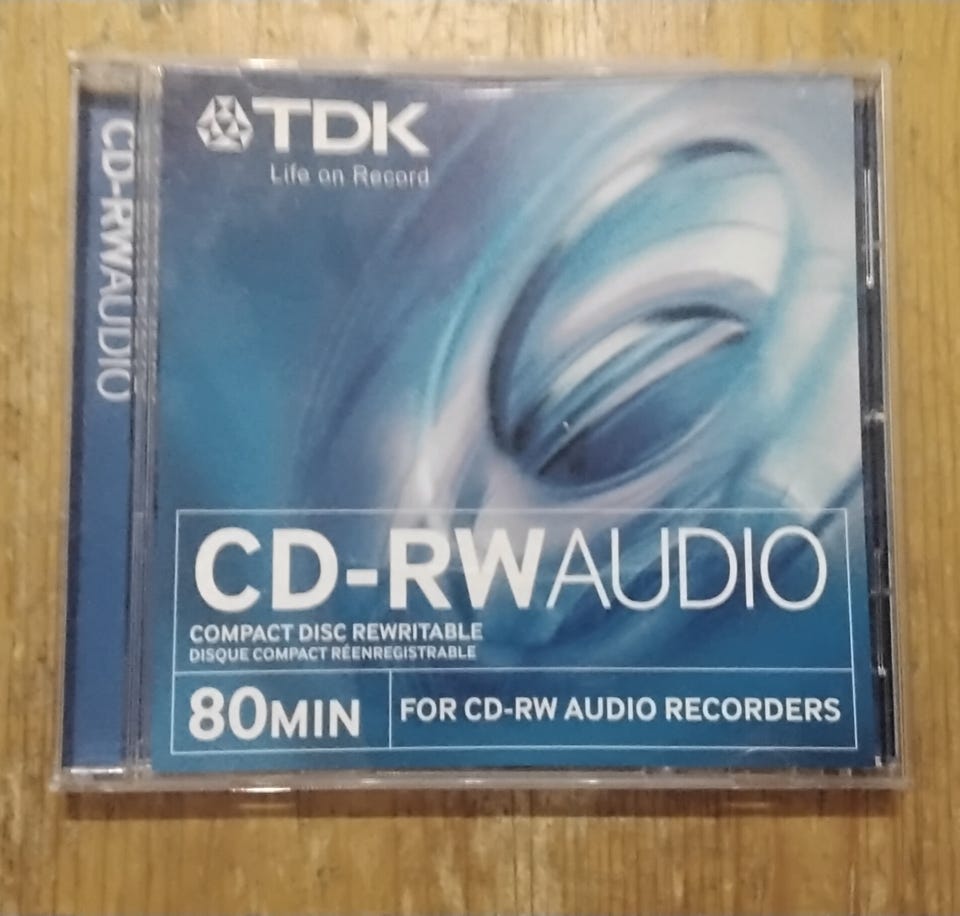 TDK
Life on Record
CD-RWAUDIO
CD-RWAUDIO
COMPACT DISC REWRITABLE
DISQUE COMPACT RÉENREGISTRABLE
80MIN
FOR CD-RW AUDIO RECORDERS